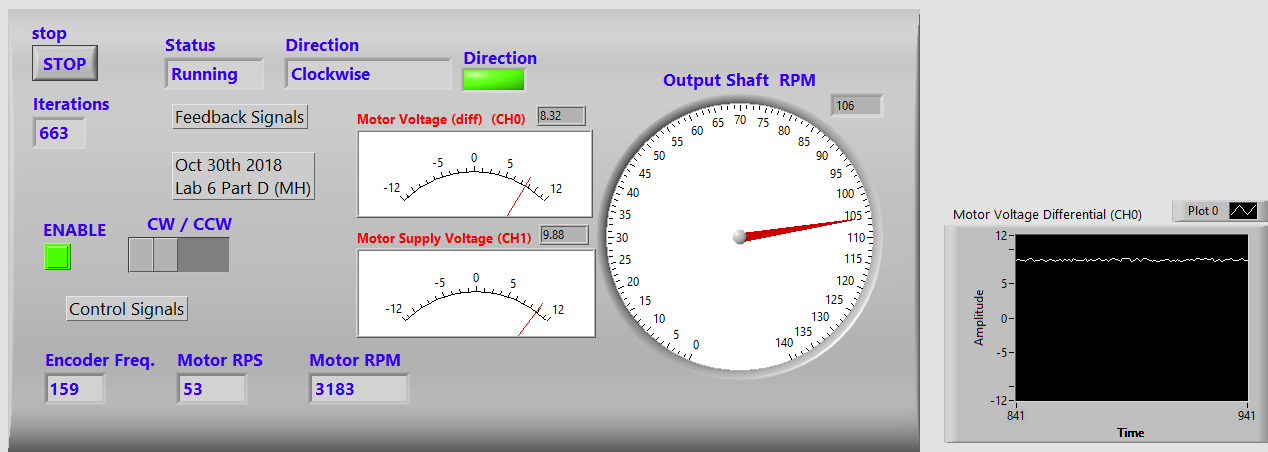 stop
STOP
Status
Running
Direction
Clockwise
Direction
Iterations
663
Feedback Signals
Oct 30th 2018
Lab 6 Part D (MH)
ENABLE
CW / CCW
Control Signals
Encoder Freq.
159
Motor RPS
53
Motor RPM
3183
Motor Voltage (diff) (CH0)
8.32
-12 -5 0 5 12
Motor Supply Voltage (CH1)
9.88
-12 -5 0 5 12
Output Shaft RPM
106
0 5 10 15 20 25 30 35 40 45 50 55 60 65 70 75 80 85 90 95 100 105 110 115 120 125 130 135 140
Motor Voltage Differential (CH0)
Plot 0
Amplitude
12
5
0
-5
-12
841 941
Time